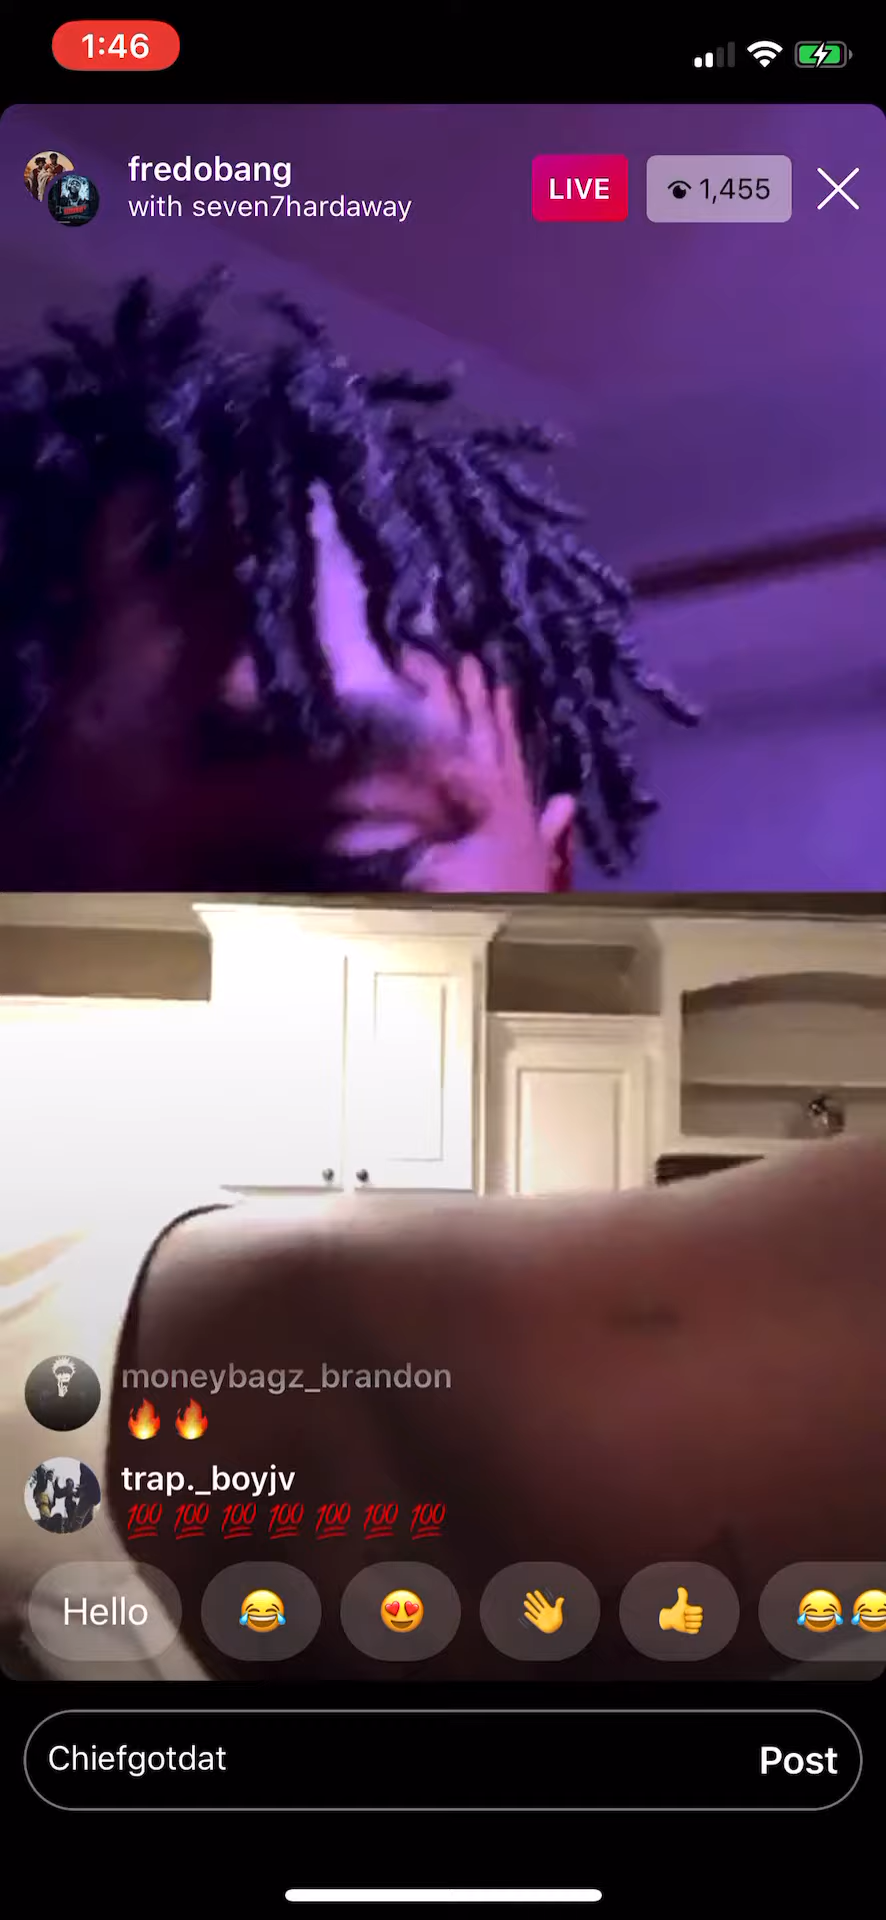 1:46
fredobang
with seven7hardaway
LIVE
1,455
moneybagz_brandon
🔥 🔥
trap._boyjv
💯 💯 💯 💯 💯 💯 💯
Hello
😂
😍
👋
👍
😂 😂
Chiefgotdat
Post